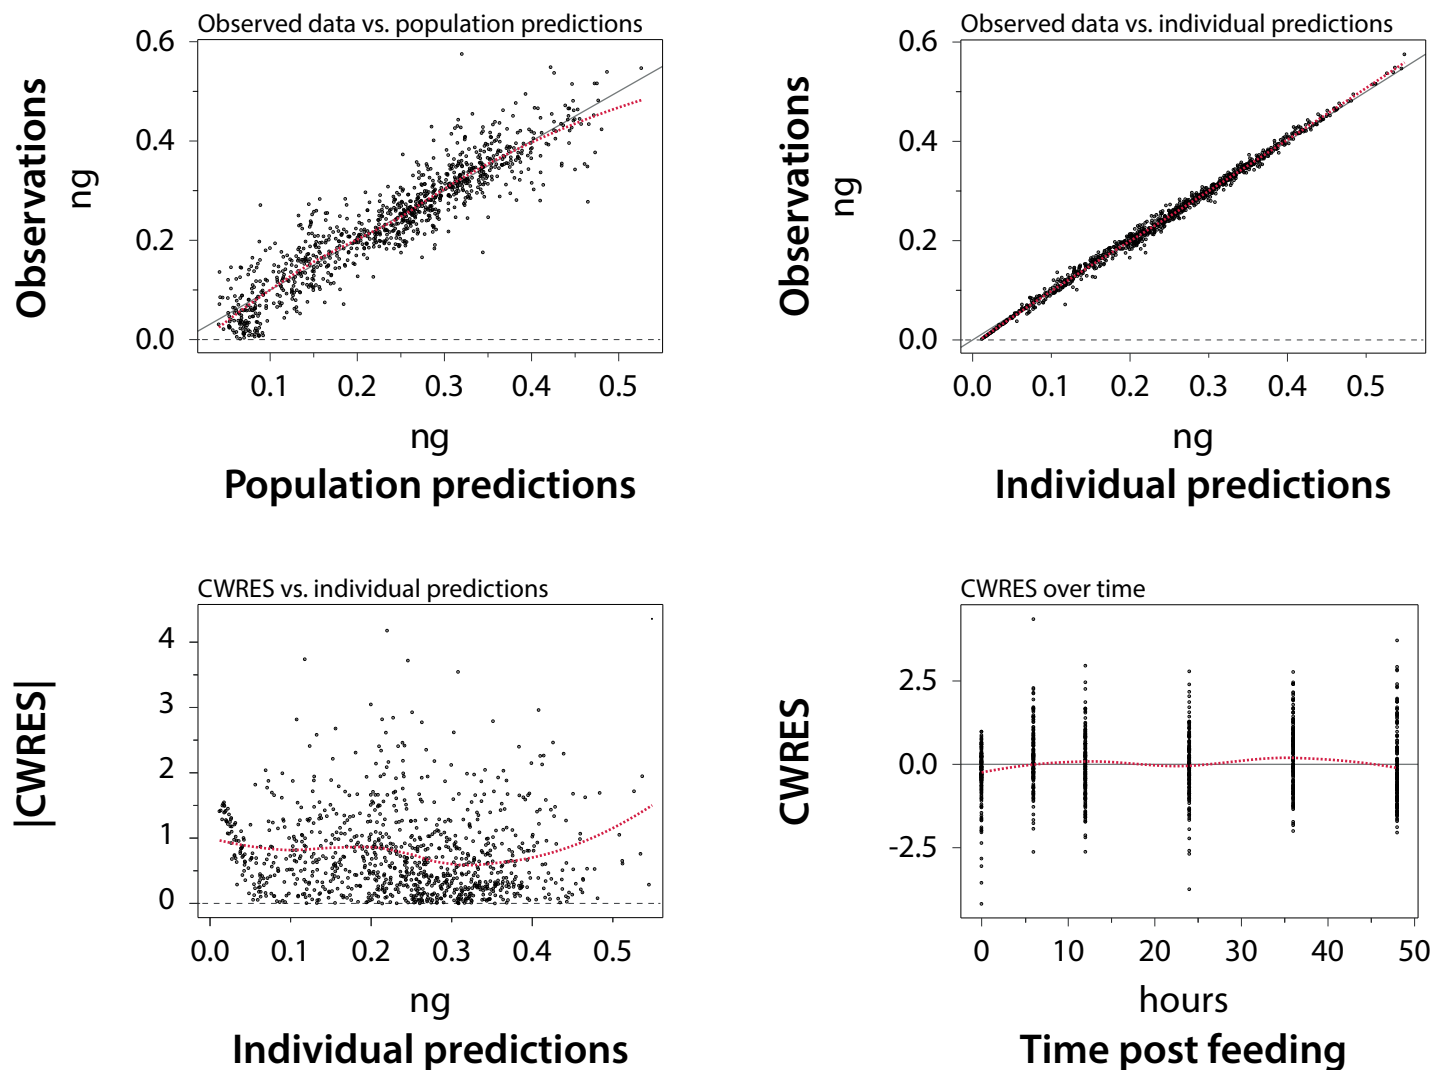 Observed data vs. population predictions
Observations
ng
0.6
0.4
0.2
0.0
0.1 0.2 0.3 0.4 0.5
ng
Population predictions
Observed data vs. individual predictions
Observations
ng
0.6
0.4
0.2
0.0
0.0 0.1 0.2 0.3 0.4 0.5
ng
Individual predictions
CWRES vs. individual predictions
|CWRES|
4
3
2
1
0
0.0 0.1 0.2 0.3 0.4 0.5
ng
Individual predictions
CWRES over time
CWRES
2.5
0.0
-2.5
0 10 20 30 40 50
hours
Time post feeding